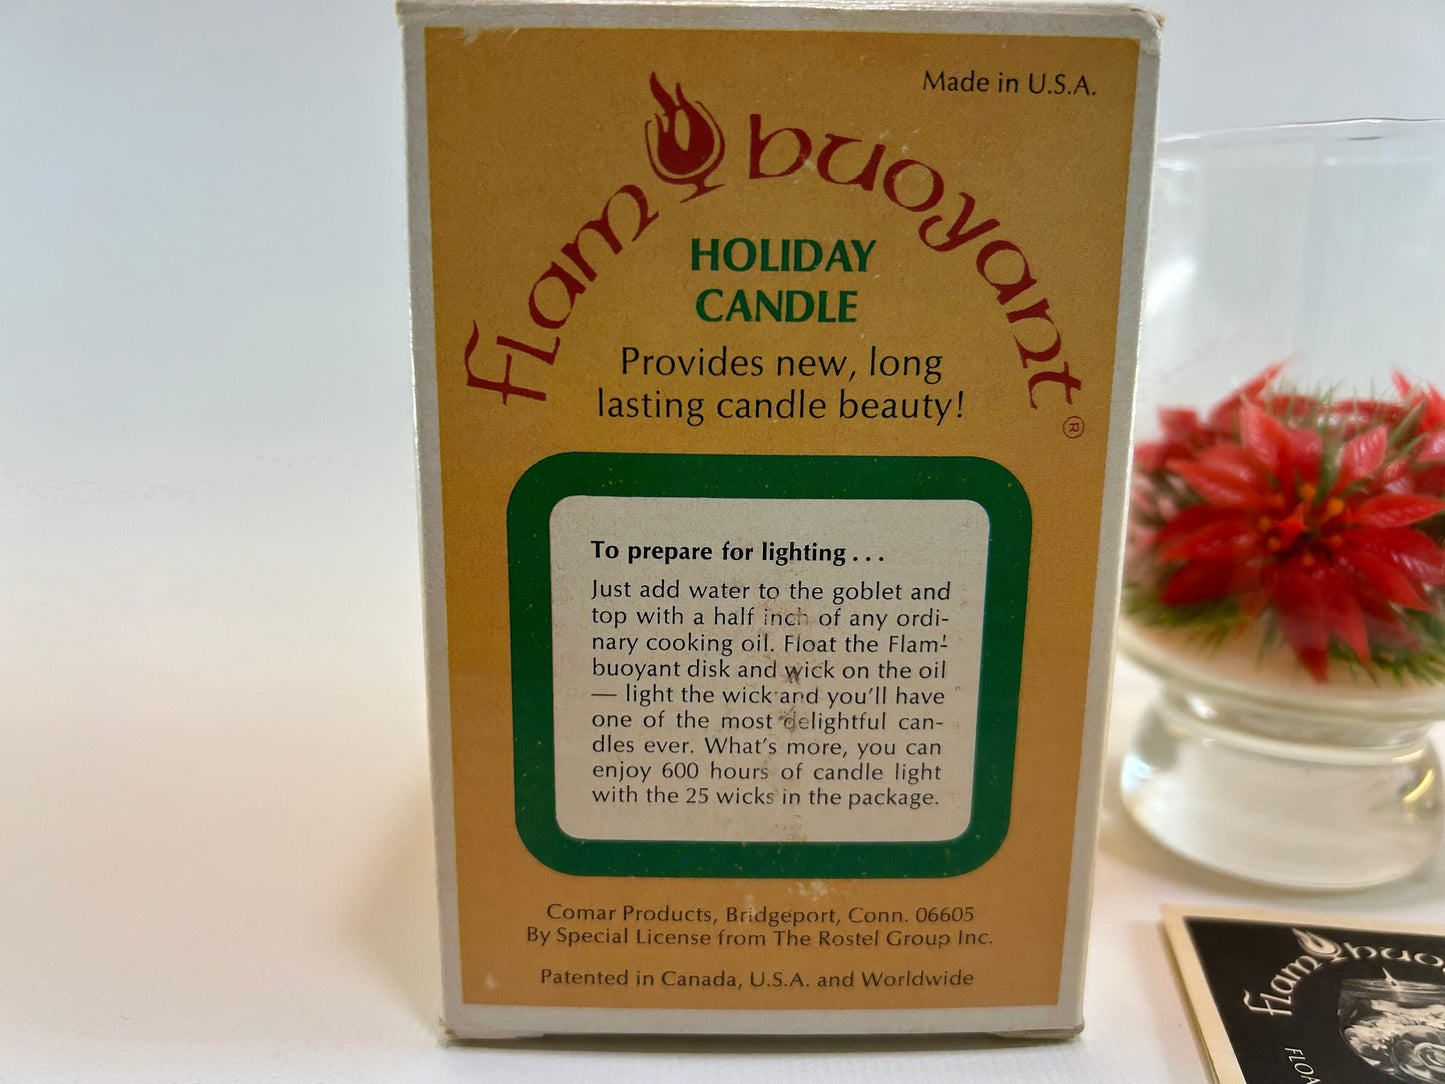 Made in U.S.A.
Flambuoyant®
HOLIDAY
CANDLE
Provides new, long
lasting candle beauty!
To prepare for lighting . . .
Just add water to the goblet and
top with a half inch of any ordi-
nary cooking oil. Float the Flam-
buoyant disk and wick on the oil
— light the wick and you'll have
one of the most delightful can-
dles ever. What's more, you can
enjoy 600 hours of candle light
with the 25 wicks in the package.
Comar Products, Bridgeport, Conn. 06605
By Special License from The Rostel Group Inc.
Patented in Canada, U.S.A. and Worldwide
Flambuoy